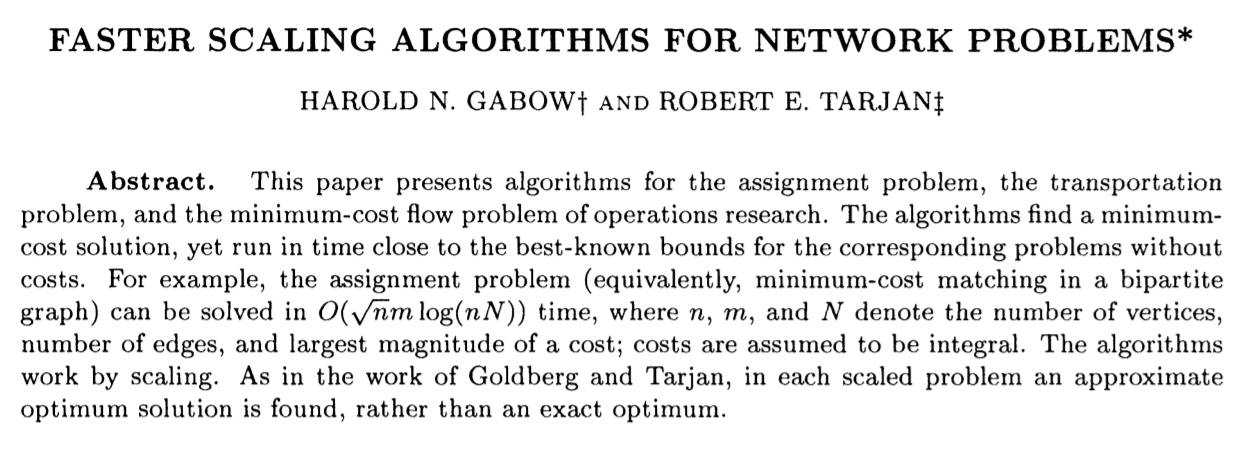 FASTER SCALING ALGORITHMS FOR NETWORK PROBLEMS*
HAROLD N. GABOW† AND ROBERT E. TARJAN‡
Abstract. This paper presents algorithms for the assignment problem, the transportation
problem, and the minimum-cost flow problem of operations research. The algorithms find a minimum-
cost solution, yet run in time close to the best-known bounds for the corresponding problems without
costs. For example, the assignment problem (equivalently, minimum-cost matching in a bipartite
graph) can be solved in O(√nm log(nN)) time, where n, m, and N denote the number of vertices,
number of edges, and largest magnitude of a cost; costs are assumed to be integral. The algorithms
work by scaling. As in the work of Goldberg and Tarjan, in each scaled problem an approximate
optimum solution is found, rather than an exact optimum.